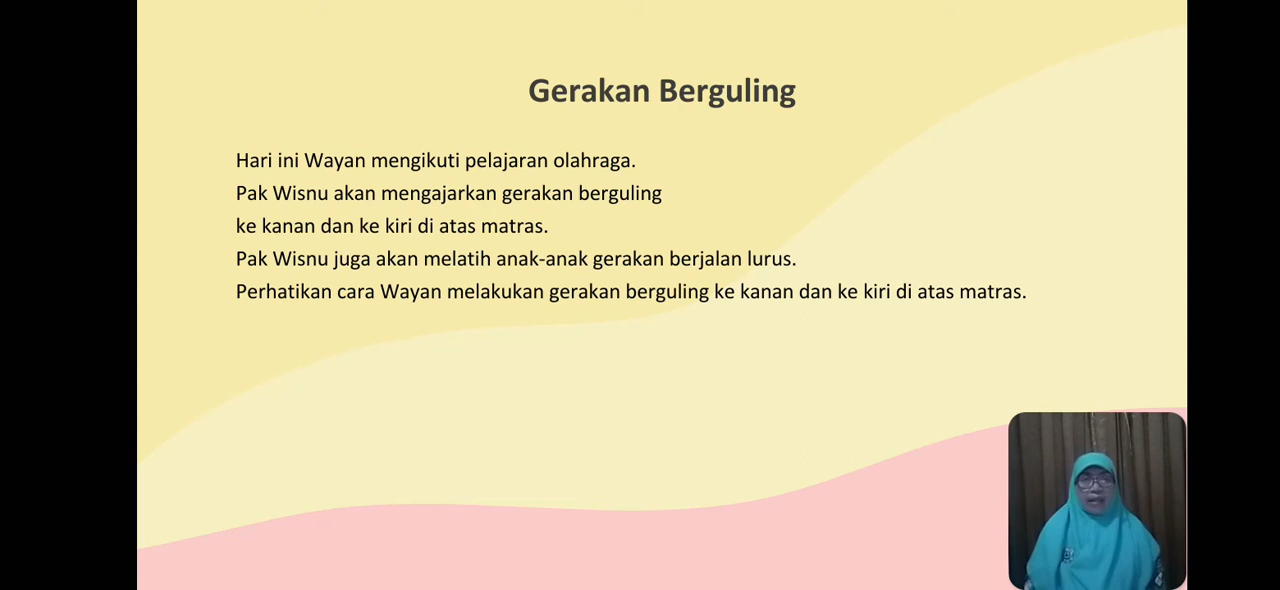 Gerakan Berguling
Hari ini Wayan mengikuti pelajaran olahraga.
Pak Wisnu akan mengajarkan gerakan berguling
ke kanan dan ke kiri di atas matras.
Pak Wisnu juga akan melatih anak-anak gerakan berjalan lurus.
Perhatikan cara Wayan melakukan gerakan berguling ke kanan dan ke kiri di atas matras.